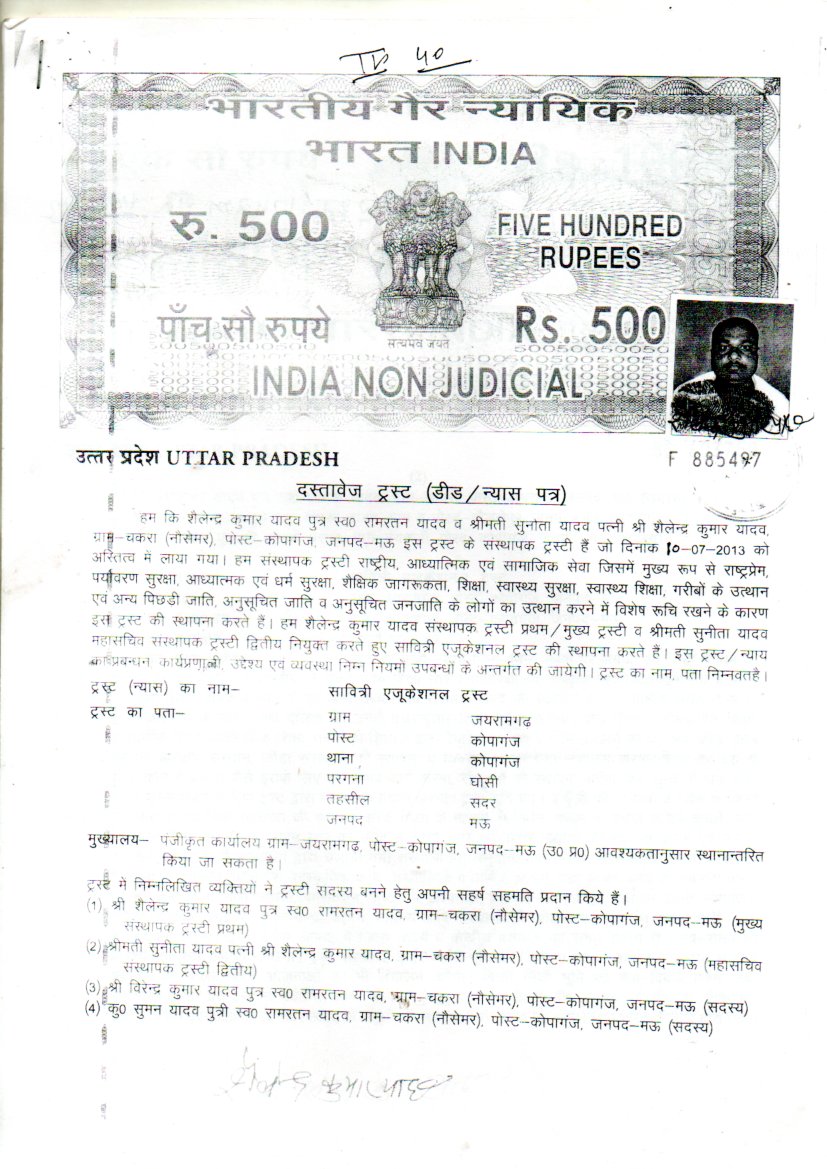 IV 40
भारतीय गैर न्यायिक
भारत INDIA
रु. 500
FIVE HUNDRED
RUPEES
पाँच सौ रुपये
सत्यमेव जयते
Rs. 500
INDIA NON JUDICIAL
उत्तर प्रदेश UTTAR PRADESH
F 885497
दस्तावेज ट्रस्ट (डीड/न्यास पत्र)
हम कि शैलेन्द्र कुमार यादव पुत्र स्व0 रामरतन यादव व श्रीमती सुनीता यादव पत्नी श्री शैलेन्द्र कुमार यादव,
ग्राम-चकरा (नौसेमर), पोस्ट-कोपागंज, जनपद-मऊ इस ट्रस्ट के संस्थापक ट्रस्टी हैं जो दिनाक 10-07-2013 को
अस्तित्व में लाया गया। हम संस्थापक ट्रस्टी राष्ट्रीय, आध्यात्मिक एवं सामाजिक सेवा जिसमें मुख्य रूप से राष्ट्रप्रेम,
पर्यावरण सुरक्षा, आध्यात्मक एवं धर्म सुरक्षा, शैक्षिक जागरूकता, शिक्षा, स्वास्थ्य सुरक्षा, स्वास्थ्य शिक्षा, गरीबों के उत्थान
एवं अन्य पिछड़ी जाति, अनुसूचित जाति व अनुसूचित जनजाति के लोगों का उत्थान करने में विशेष रूचि रखने के कारण
इस ट्रस्ट की स्थापना करते हैं। हम शैलेन्द्र कुमार यादव संस्थापक ट्रस्टी प्रथम/मुख्य ट्रस्टी व श्रीमती सुनीता यादव
महासचिव संस्थापक ट्रस्टी द्वितीय नियुक्त करते हुए सावित्री एजूकेशनल ट्रस्ट की स्थापना करते हैं। इस ट्रस्ट/न्याय
का प्रबन्धन कार्यप्रणाली, उद्देश्य एवं व्यवस्था निम्न नियमों उपबन्धों के अन्तर्गत की जायेगी। ट्रस्ट का नाम, पता निम्नवतहै।
ट्रस्ट (न्यास) का नाम- सावित्री एजूकेशनल ट्रस्ट
ट्रस्ट का पता- ग्राम जयरामगढ़
पोस्ट कोपागंज
थाना कोपागंज
परगना घोसी
तहसील सदर
जनपद मऊ
मुख्यालय- पंजीकृत कार्यालय ग्राम-जयरामगढ़, पोस्ट-कोपागंज, जनपद-मऊ (उ0 प्र0) आवश्यकतानुसार स्थानान्तरित
किया जा सकता है।
ट्रस्ट में निम्नलिखित व्यक्तियों ने ट्रस्टी सदस्य बनने हेतु अपनी सहर्ष सहमति प्रदान किये हैं।
(1) श्री शैलेन्द्र कुमार यादव पुत्र स्व0 रामरतन यादव, ग्राम-चकरा (नौसेमर), पोस्ट-कोपागंज, जनपद-मऊ (मुख्य
संस्थापक ट्रस्टी प्रथम)
(2) श्रीमती सुनीता यादव पत्नी श्री शैलेन्द्र कुमार यादव, ग्राम-चकरा (नौसेमर), पोस्ट-कोपागंज, जनपद-मऊ (महासचिव
संस्थापक ट्रस्टी द्वितीय)
(3) श्री विरेन्द्र कुमार यादव पुत्र स्व0 रामरतन यादव, ग्राम-चकरा (नौसेमर), पोस्ट-कोपागंज, जनपद-मऊ (सदस्य)
(4) कु0 सुमन यादव पुत्री स्व0 रामरतन यादव, ग्राम-चकरा (नौसेमर), पोस्ट-कोपागंज, जनपद-मऊ (सदस्य)